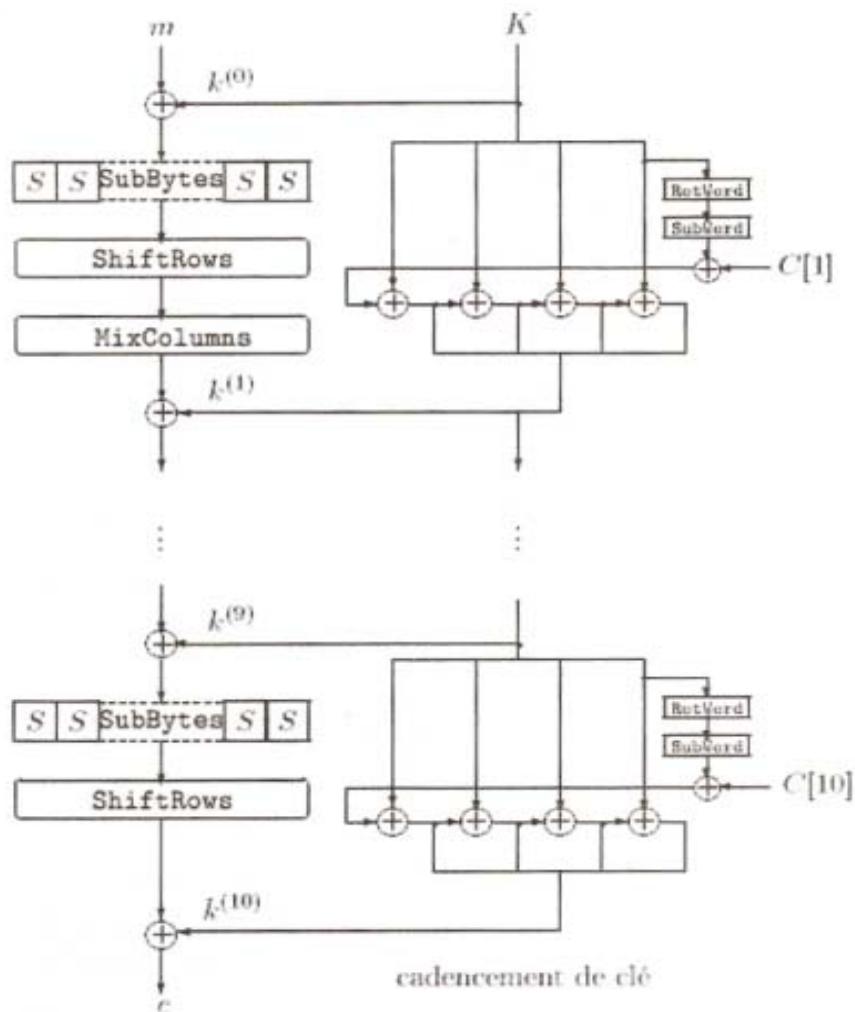 m K
k(0)
S S SubBytes S S
RotWord
SubWord
ShiftRows
C[1]
MixColumns
k(1)
k(9)
S S SubBytes S S
RotWord
SubWord
ShiftRows
C[10]
k(10)
cadencement de clé
c